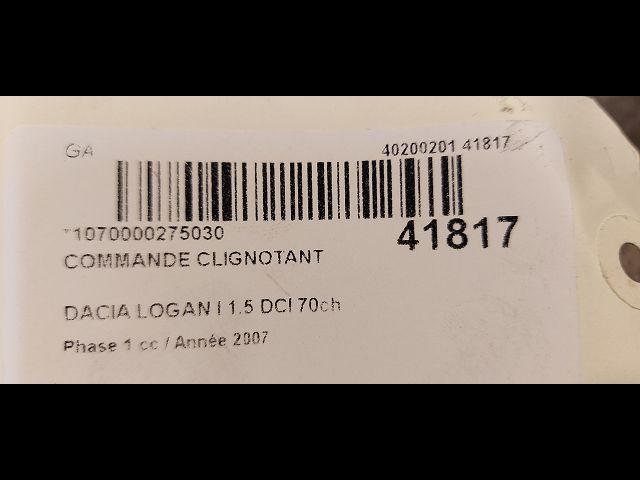 GA
40200201 41817
*1070000275030
41817
COMMANDE CLIGNOTANT
DACIA LOGAN I 1.5 DCI 70ch
Phase 1 cc / Année 2007